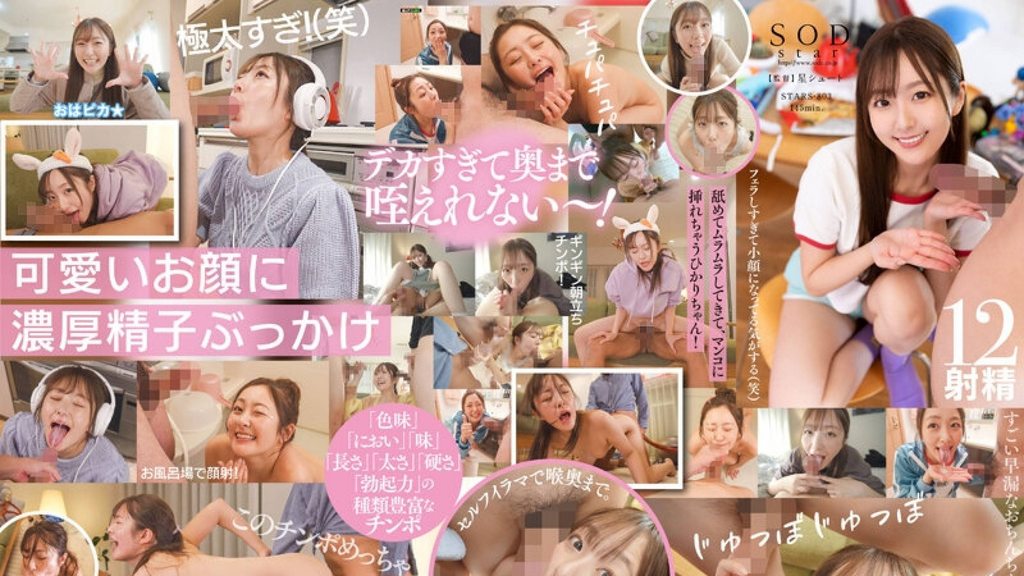 極太すぎ!(笑)
おはピカ★
チュパチュパ
デカすぎて奥まで
咥えれない〜!
可愛いお顔に
濃厚精子ぶっかけ
ギンギン朝立ち
チンポ!
舐めてムラムラしてきて、マンコに
挿れちゃうひかりちゃん!
フェラしすぎて小顔になってる気がする(笑)
SOD
star
http://www.sod.co.jp
【監督】星シュート
STARS-803
145min.
12
射精
すごい早漏なおちんち
お風呂場で顔射!
「色味」
「におい」「味」
「長さ」「太さ」「硬さ」
「勃起力」の
種類豊富な
チンポ
セルフイラマで喉奥まで。
このチンポめっちゃ
じゅっぽじゅっぽ